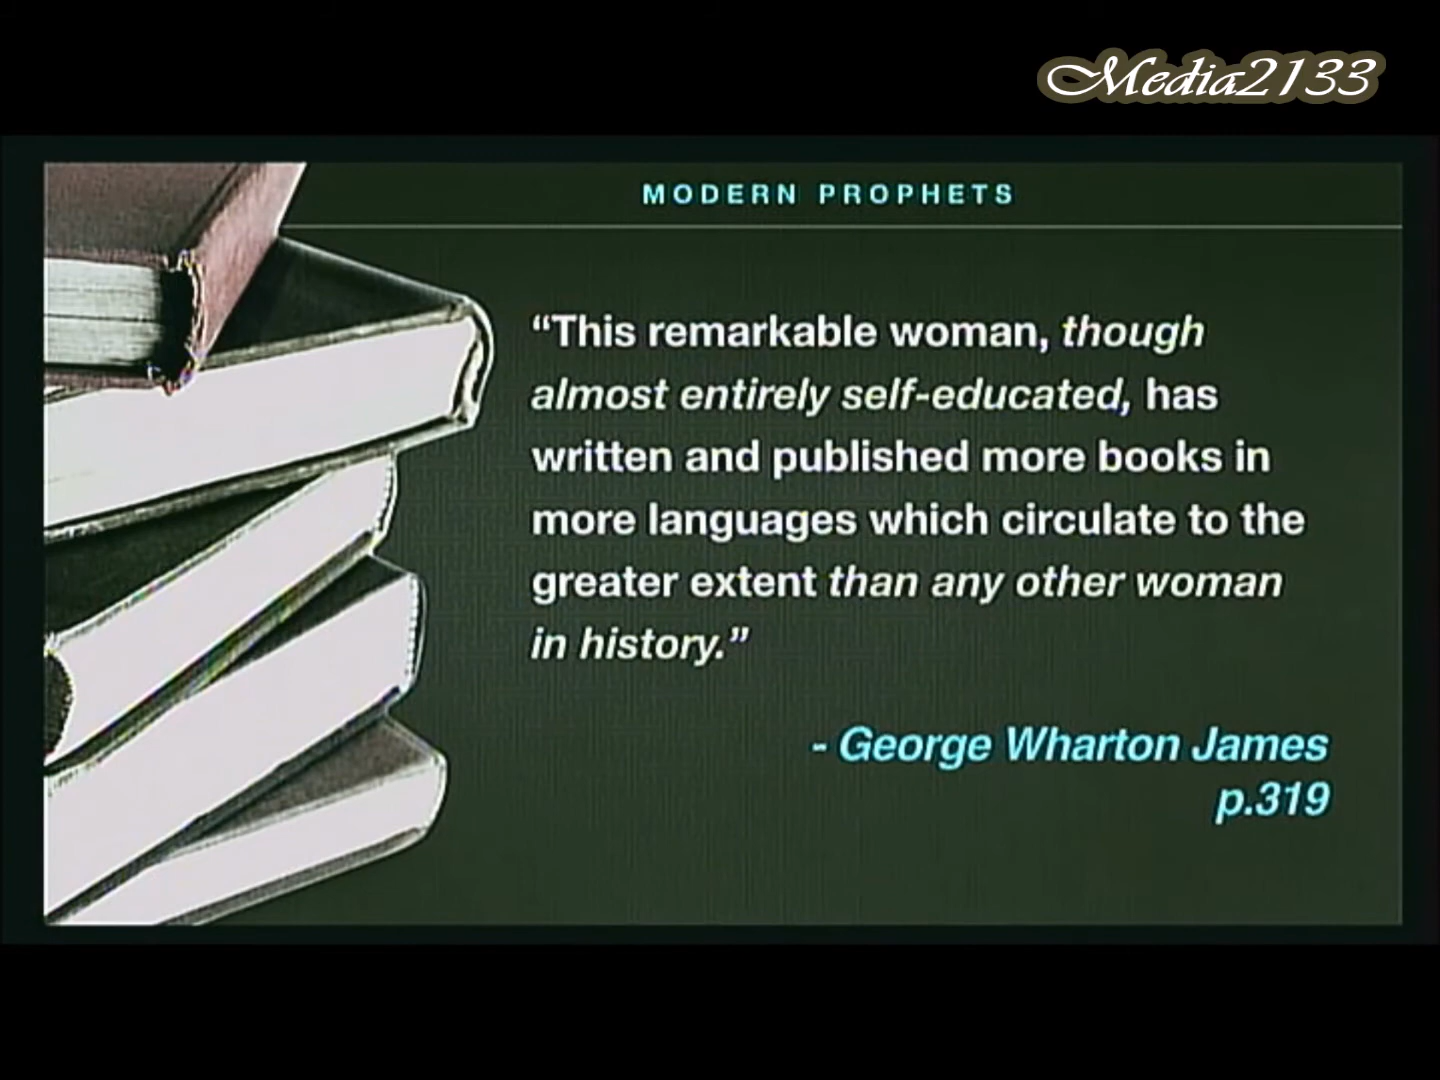 Media2133
MODERN PROPHETS
“This remarkable woman, though
almost entirely self-educated, has
written and published more books in
more languages which circulate to the
greater extent than any other woman
in history.”
- George Wharton James
p.319